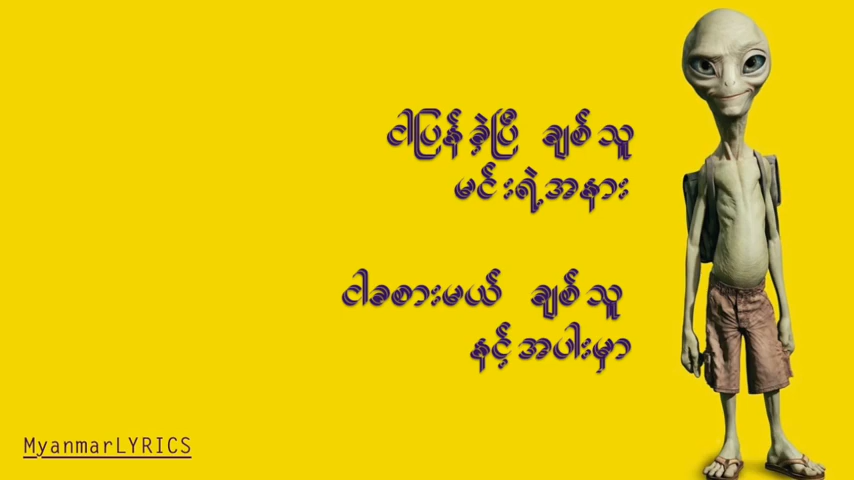 ငါပြန်ခဲ့ပြီ ချစ်သူ
မင်းရဲ့အနား
ငါခစားမယ် ချစ်သူ
နင့်အပါးမှာ
MyanmarLYRICS